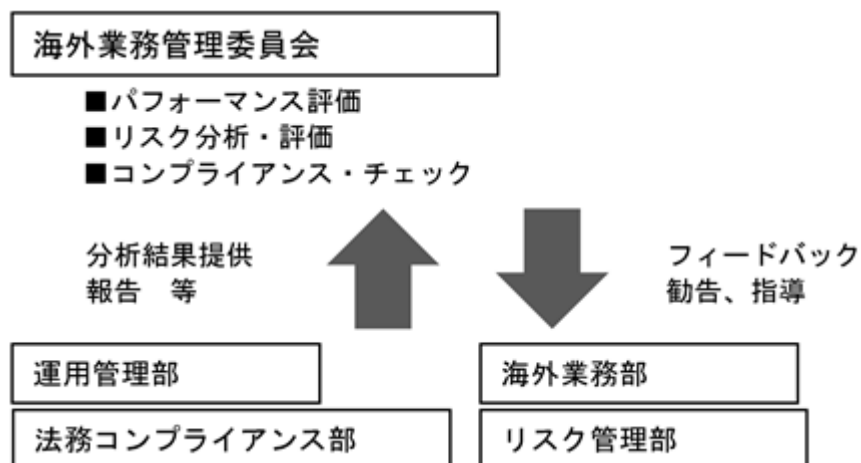 海外業務管理委員会
■パフォーマンス評価
■リスク分析・評価
■コンプライアンス・チェック
分析結果提供
報告　等
フィードバック
勧告、指導
運用管理部
海外業務部
法務コンプライアンス部
リスク管理部